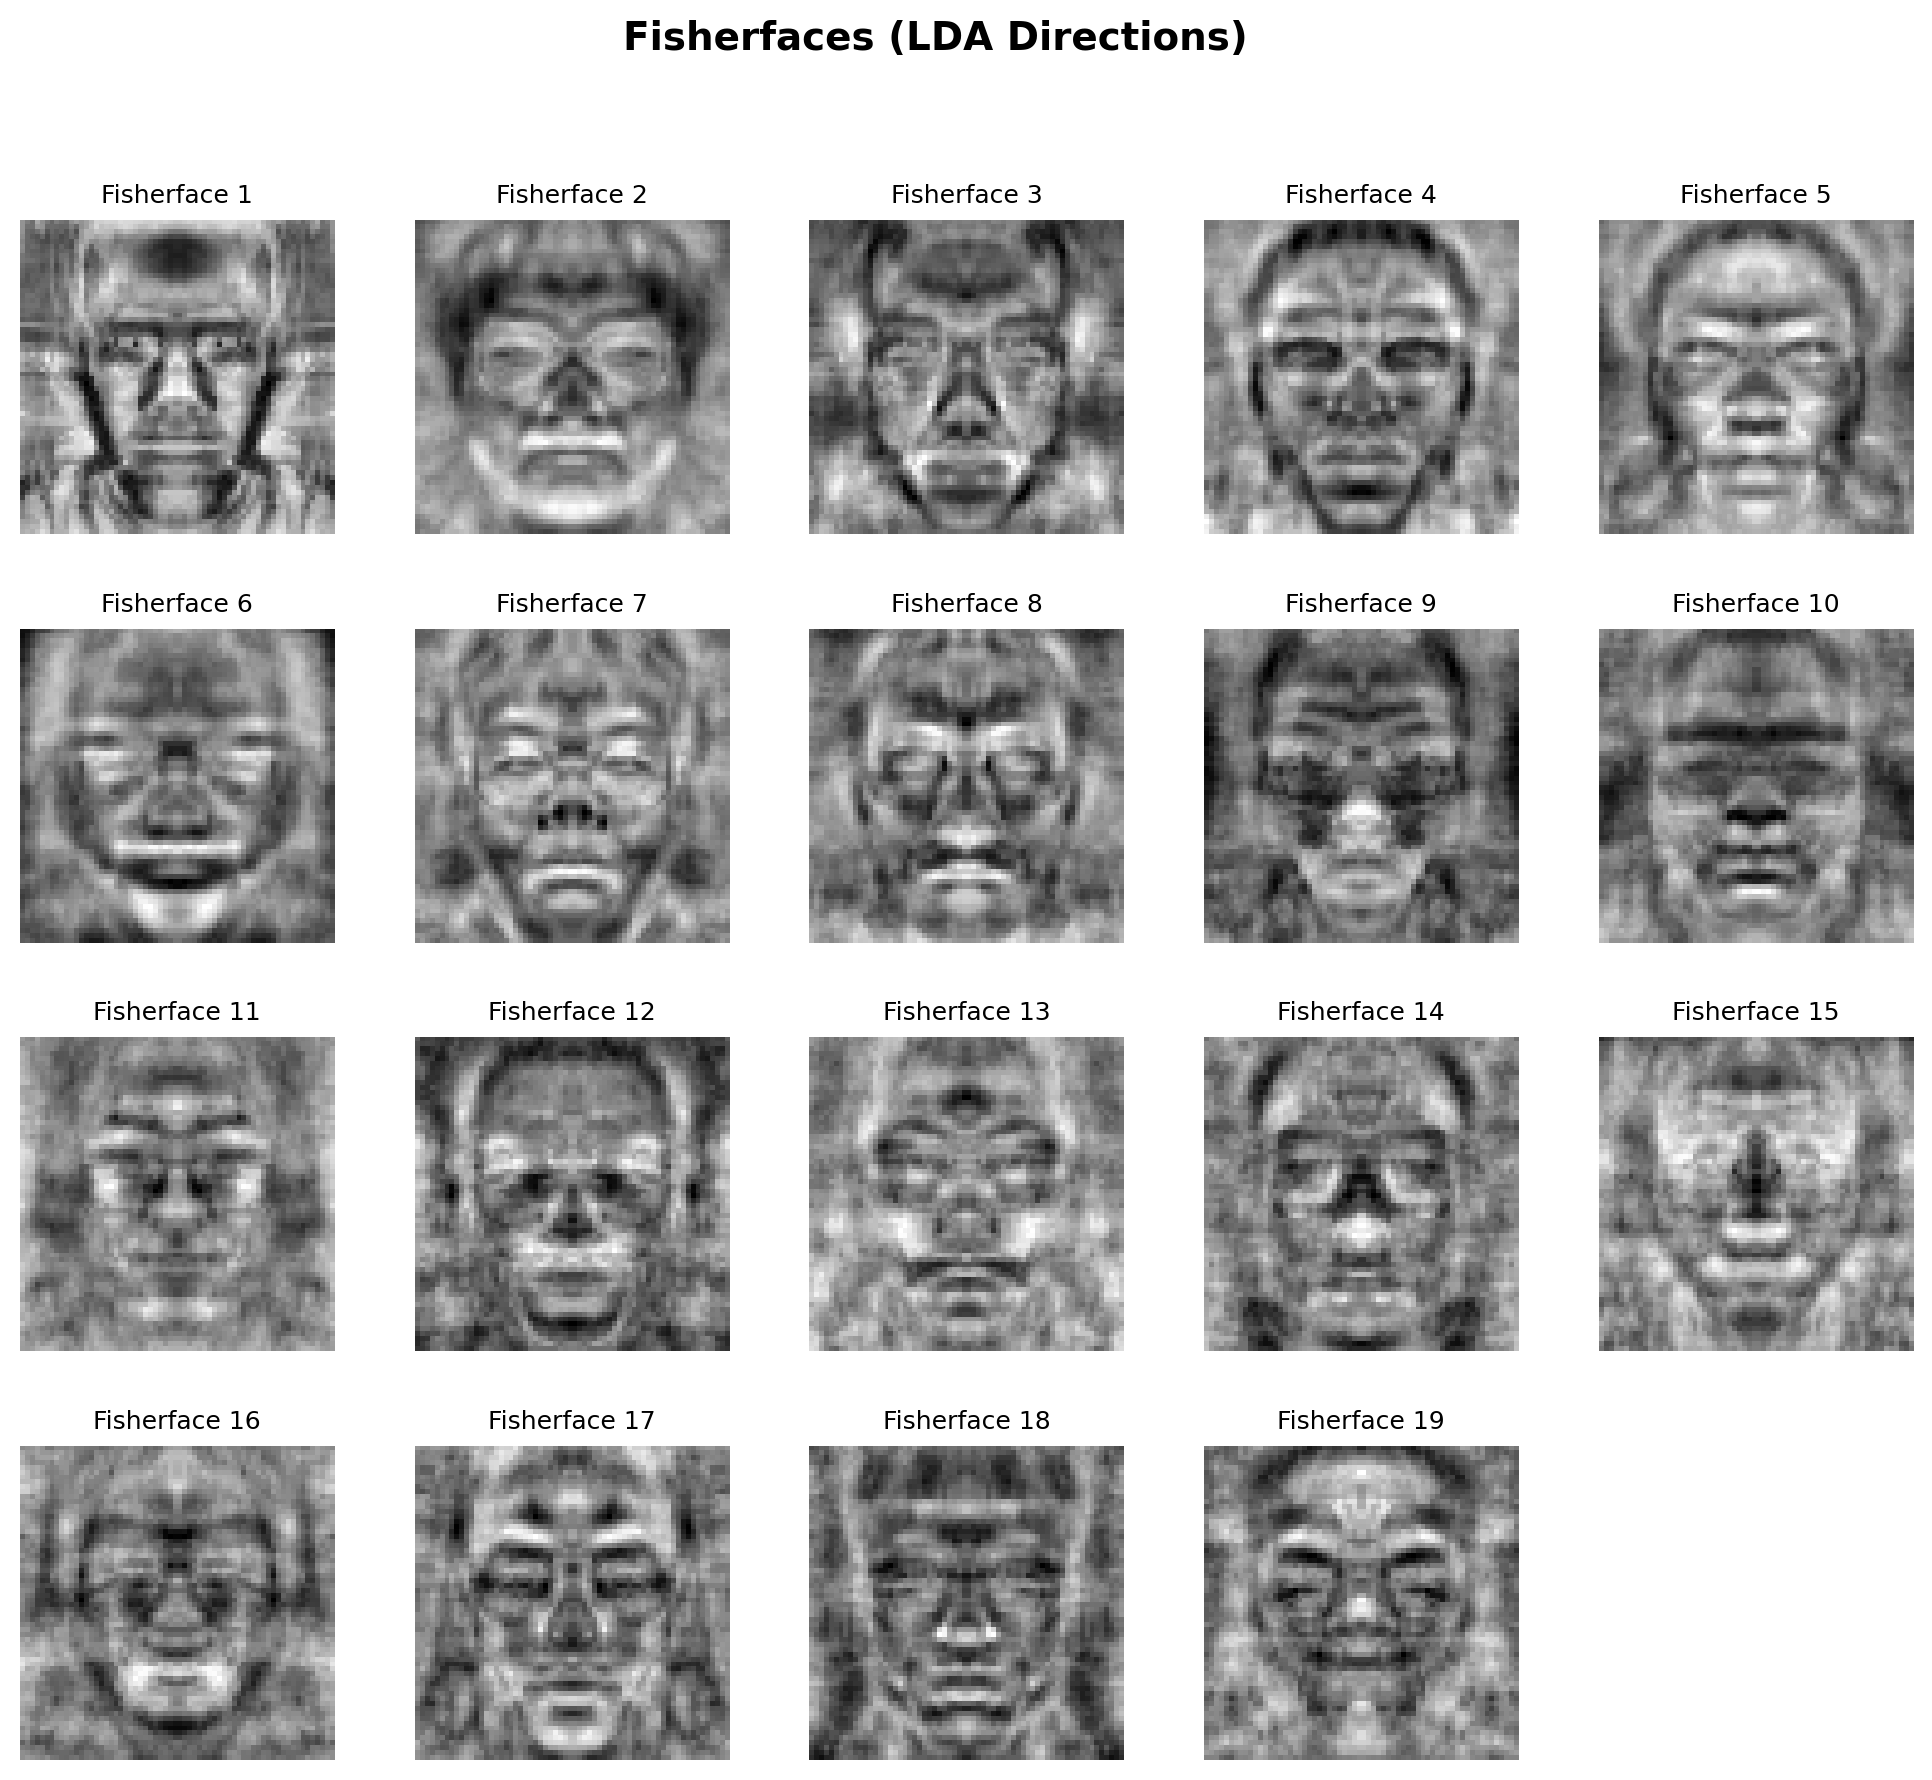 Fisherfaces (LDA Directions)
Fisherface 1
Fisherface 2
Fisherface 3
Fisherface 4
Fisherface 5
Fisherface 6
Fisherface 7
Fisherface 8
Fisherface 9
Fisherface 10
Fisherface 11
Fisherface 12
Fisherface 13
Fisherface 14
Fisherface 15
Fisherface 16
Fisherface 17
Fisherface 18
Fisherface 19